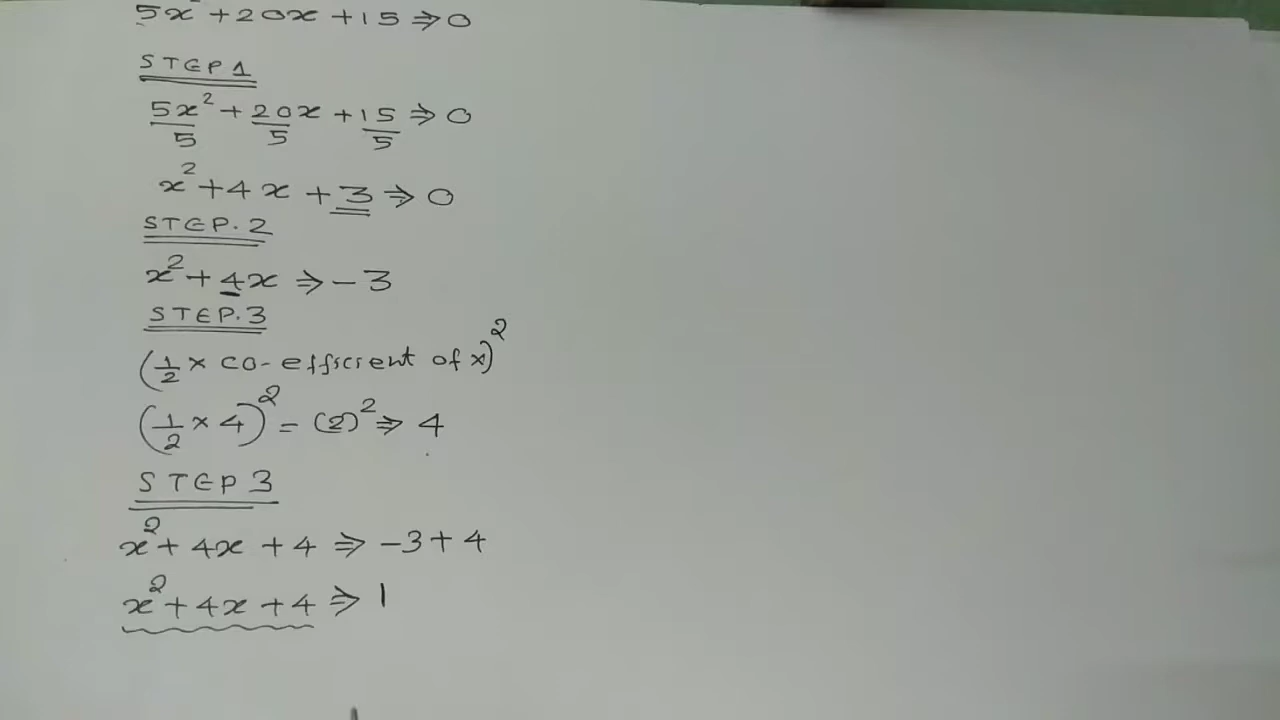 5x² + 20x + 15 ⇒ 0
STEP 1
5x²/5 + 20x/5 + 15/5 ⇒ 0
x² + 4x + 3 ⇒ 0
STEP. 2
x² + 4x ⇒ -3
STEP. 3
(1/2 × co-efficient of x)²
(1/2 × 4)² = (2)² ⇒ 4
STEP 3
x² + 4x + 4 ⇒ -3 + 4
x² + 4x + 4 ⇒ 1